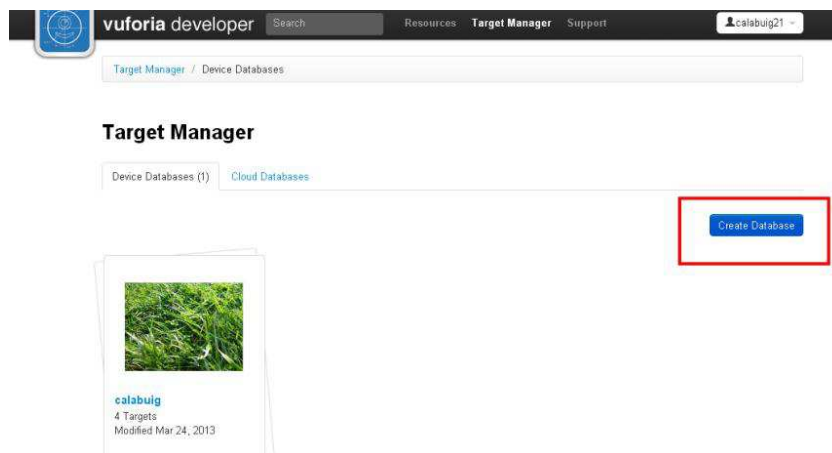 vuforia developer Search Resources Target Manager Support calabuig21
Target Manager / Device Databases
Target Manager
Device Databases (1) Cloud Databases
Create Database
calabuig
4 Targets
Modified Mar 24, 2013